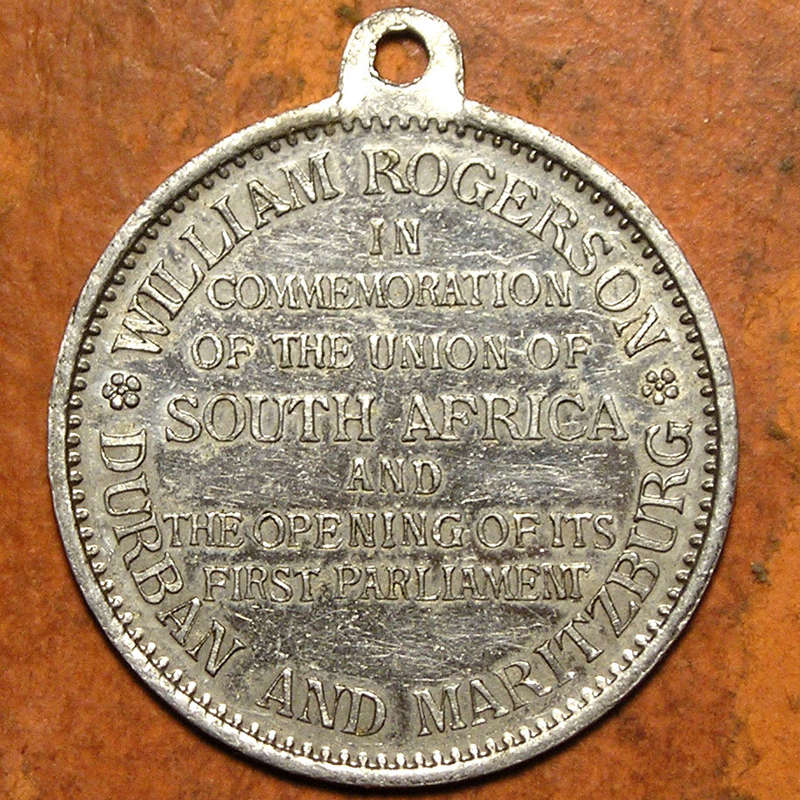 WILLIAM ROGERSON
IN
COMMEMORATION
OF THE UNION OF
SOUTH AFRICA
AND
THE OPENING OF ITS
FIRST PARLIAMENT
DURBAN AND MARITZBURG